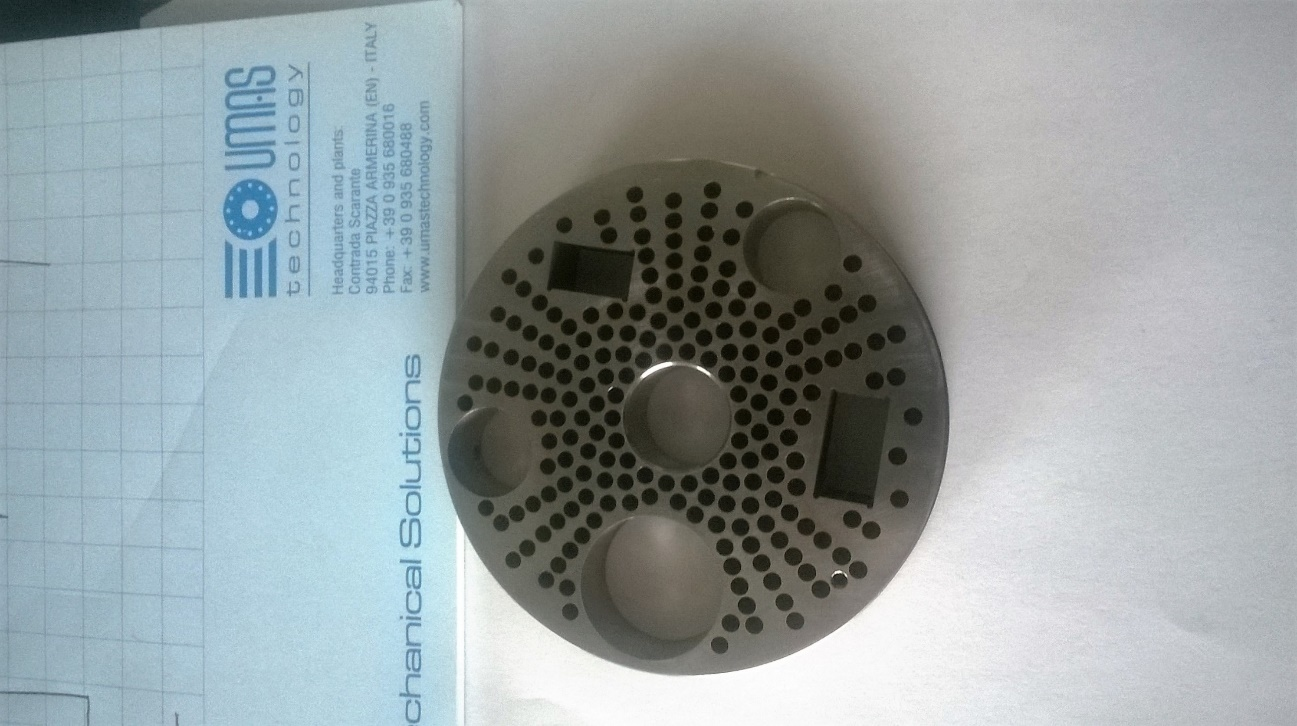 UMAS
technology
Headquarters and plants:
Contrada Scarante
94015 PIAZZA ARMERINA (EN) - ITALY
Phone: +39 0 935 680016
Fax: +39 0 935 680488
www.umastechnology.com
chanical Solutions